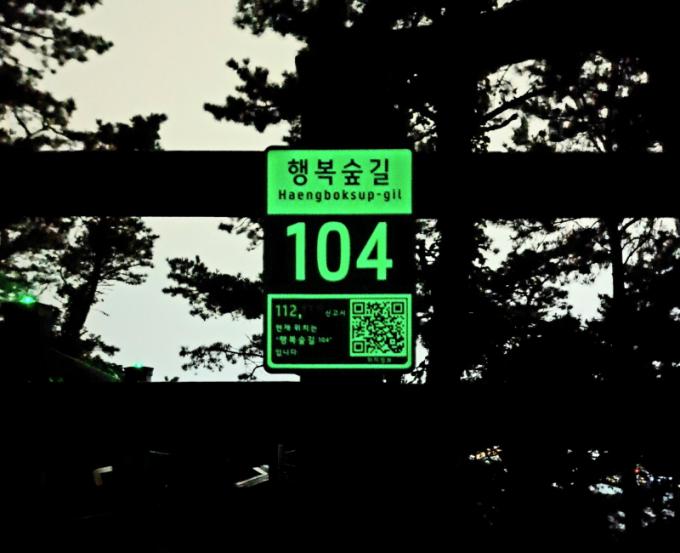 행복숲길
Haengboksup-gil
104
112, 신고시
현재 위치는
"행복숲길 104"
입니다